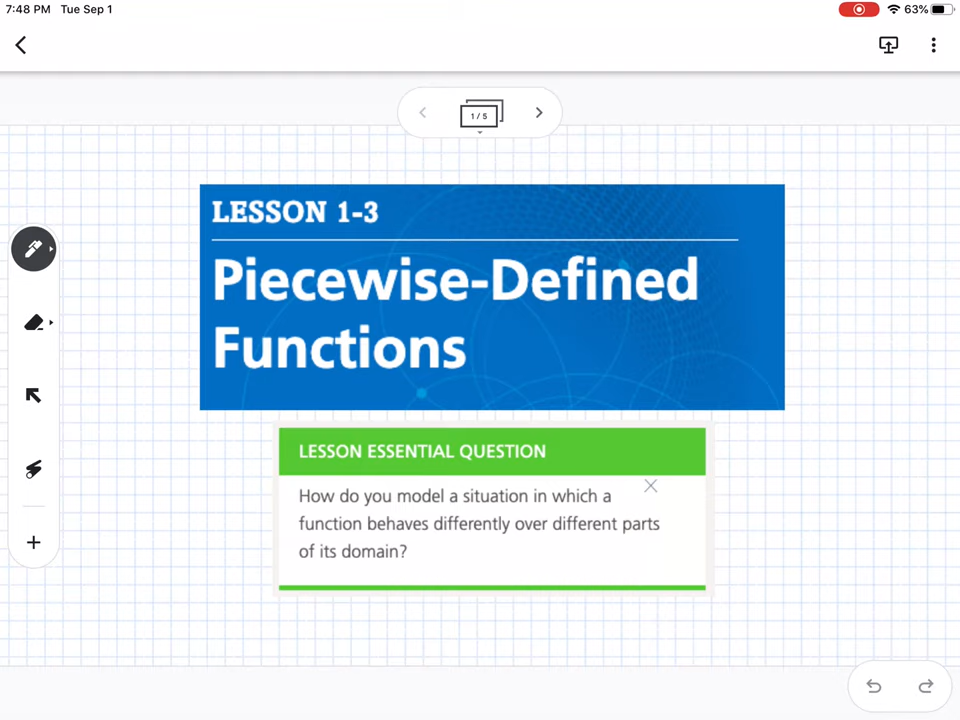 7:48 PM Tue Sep 1
63%
1 / 5
LESSON 1-3
Piecewise-Defined
Functions
LESSON ESSENTIAL QUESTION
How do you model a situation in which a
function behaves differently over different parts
of its domain?